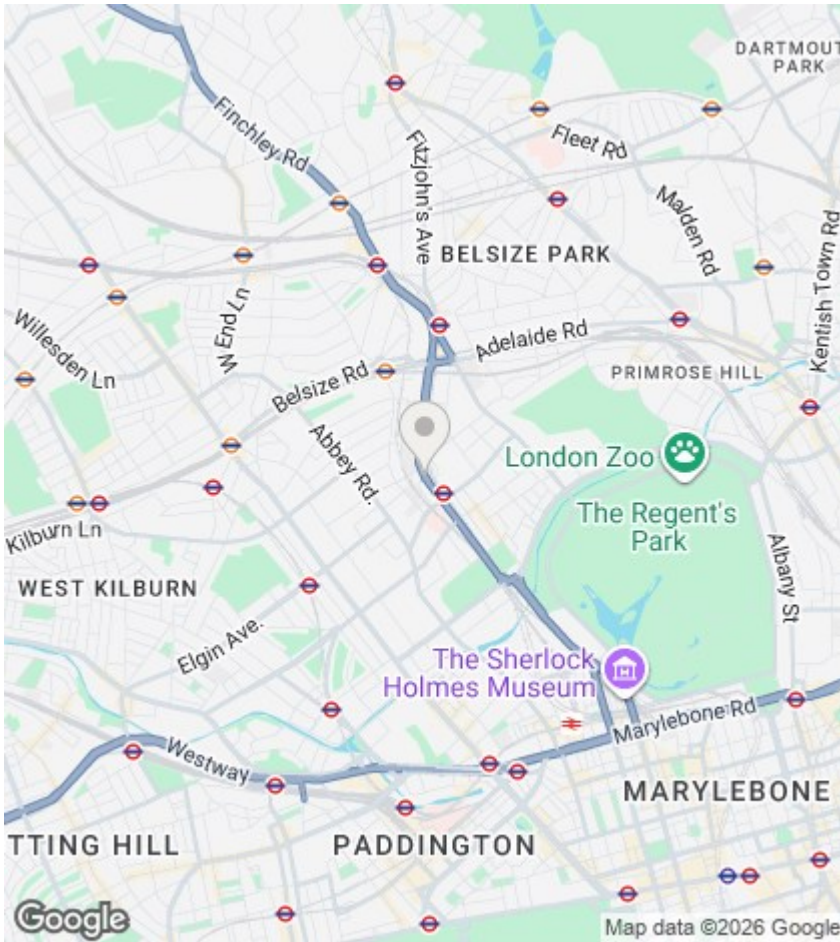 DARTMOUT
PARK
Finchley Rd
Fitzjohn's Ave
Fleet Rd
Malden Rd
BELSIZE PARK
Kentish Town Rd
W End Ln
Willesden Ln
Adelaide Rd
Belsize Rd
PRIMROSE HILL
Abbey Rd.
London Zoo
The Regent's
Park
Kilburn Ln
Albany St
WEST KILBURN
Elgin Ave.
The Sherlock
Holmes Museum
Marylebone Rd
Westway
MARYLEBONE
TTING HILL
PADDINGTON
Google
Map data ©2026 Google